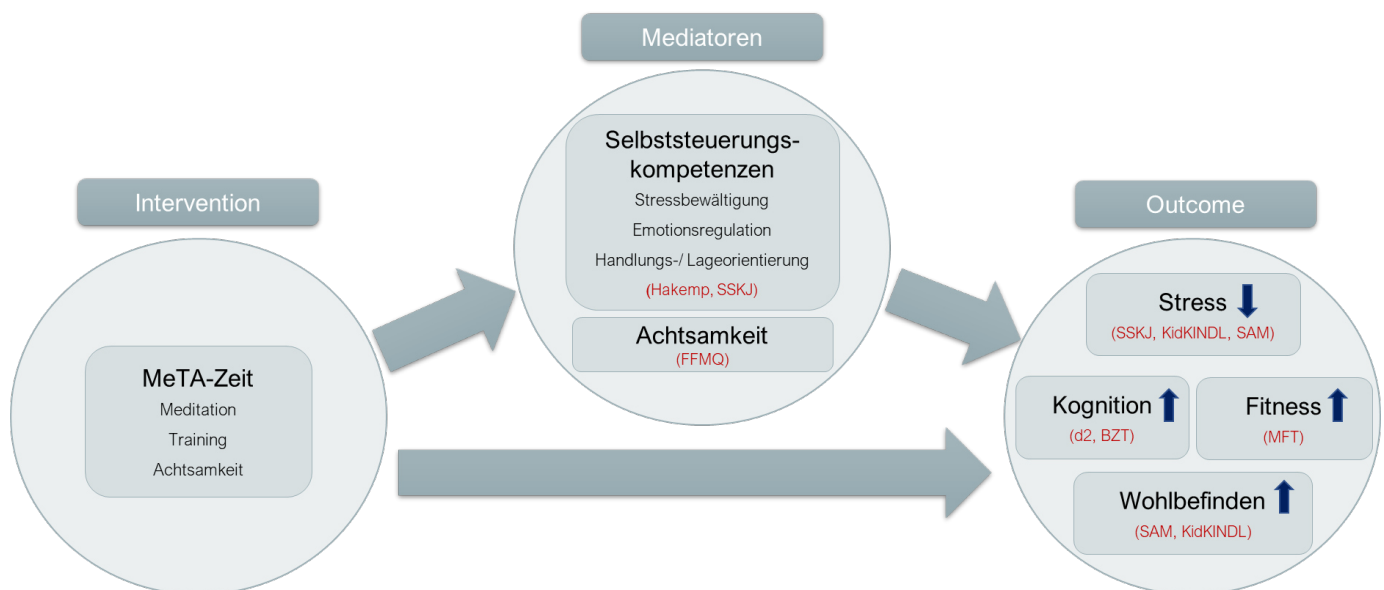 Mediatoren
Selbststeuerungs-
kompetenzen
Stressbewältigung
Emotionsregulation
Handlungs-/ Lageorientierung
(Hakemp, SSKJ)
Achtsamkeit
(FFMQ)
Intervention
MeTA-Zeit
Meditation
Training
Achtsamkeit
Outcome
Stress
(SSKJ, KidKINDL, SAM)
Kognition
(d2, BZT)
Fitness
(MFT)
Wohlbefinden
(SAM, KidKINDL)